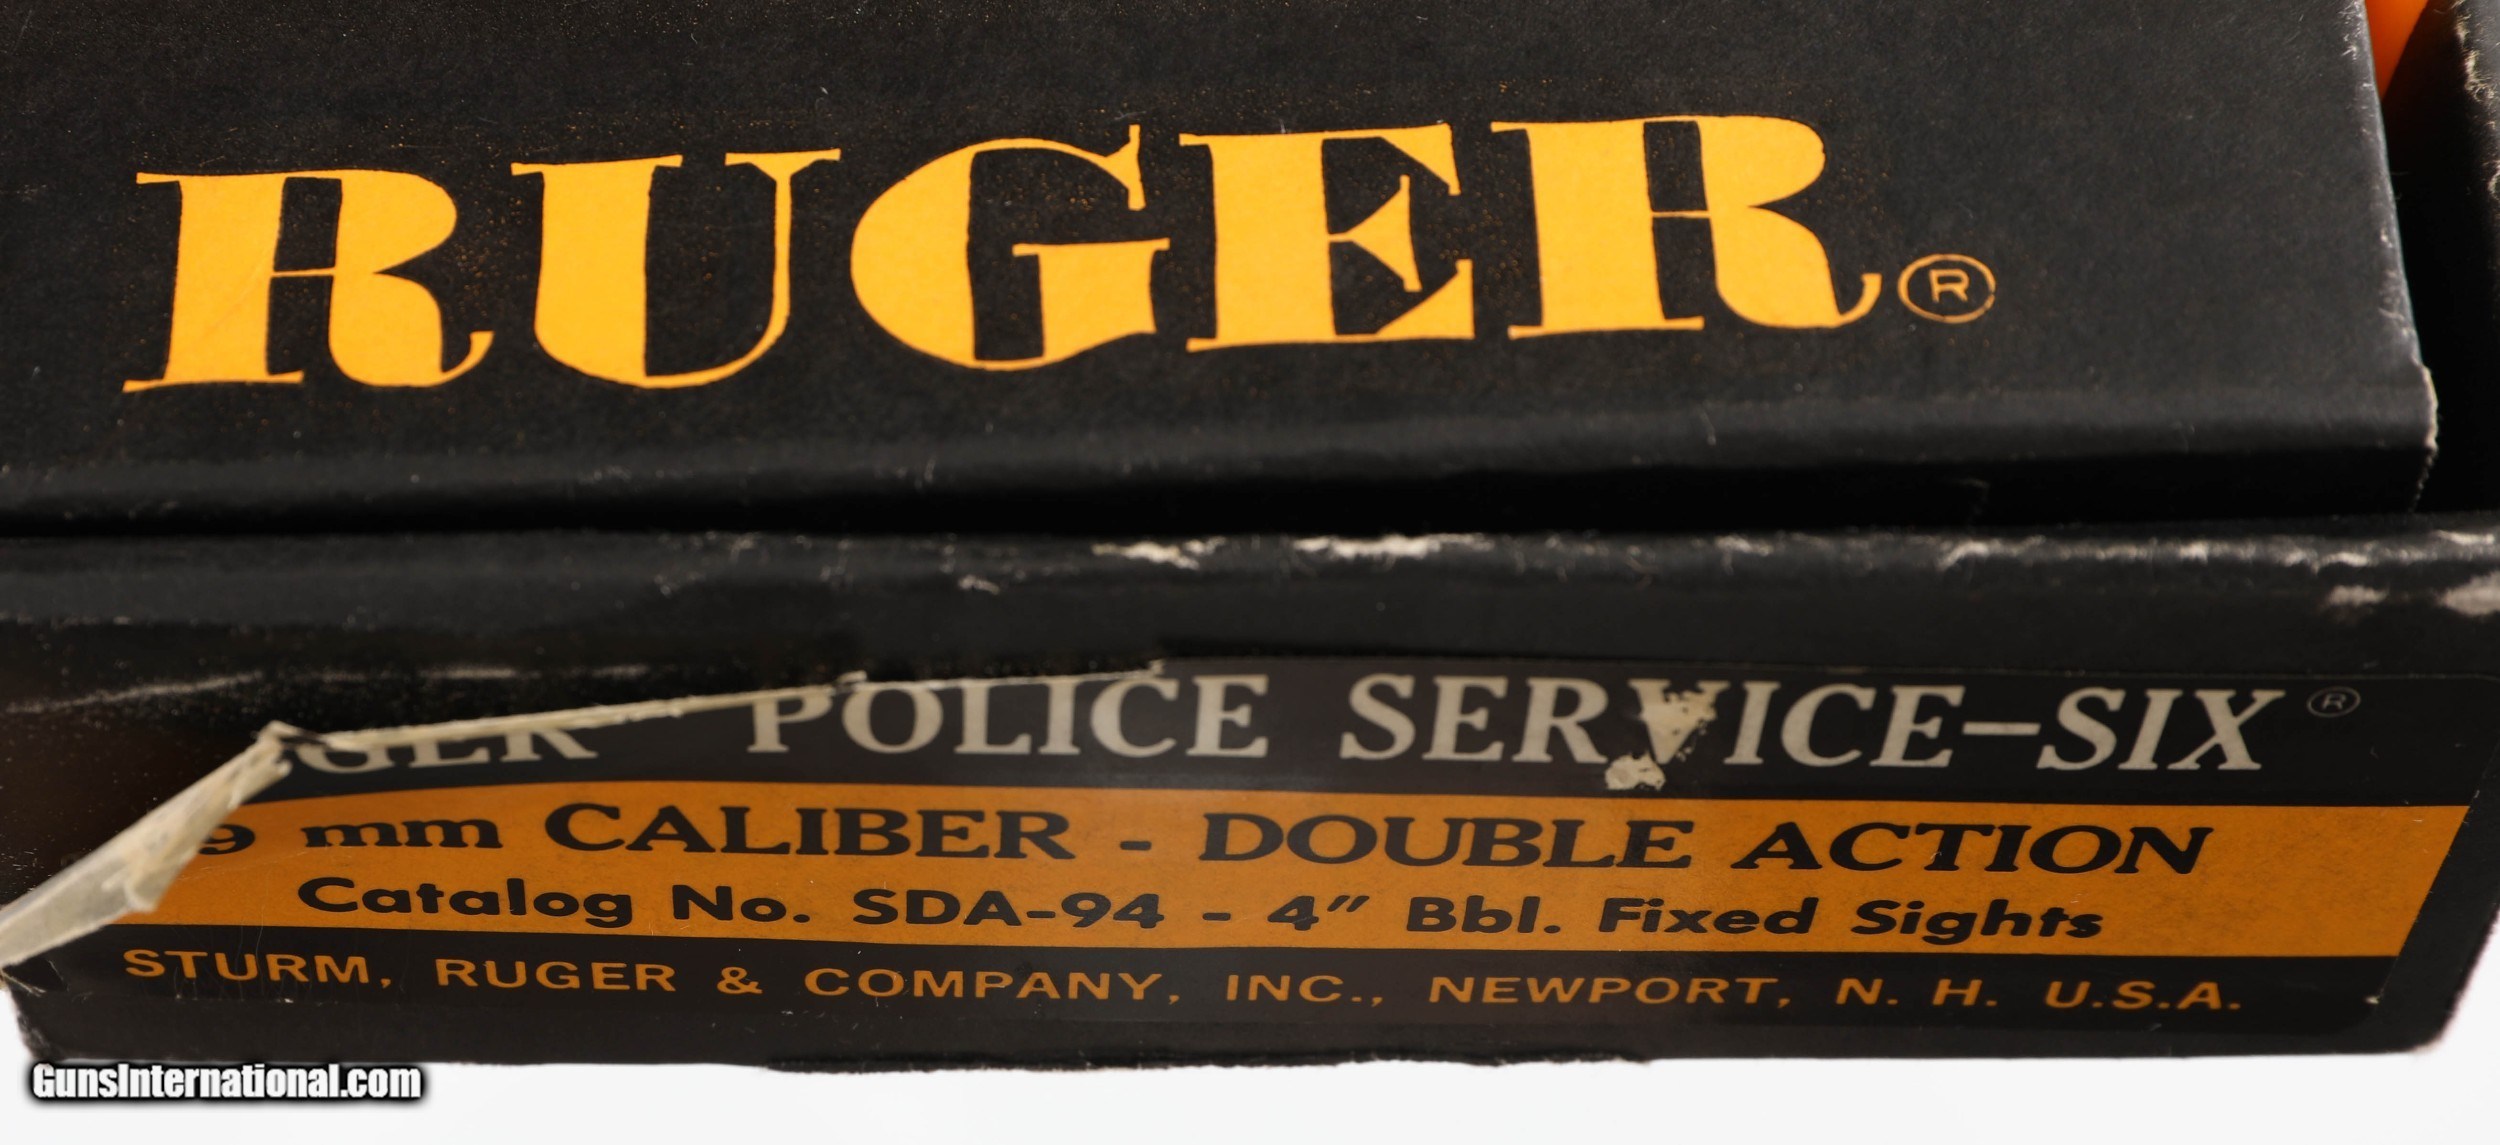 RUGER®
POLICE SERVICE-SIX®
9 mm CALIBER - DOUBLE ACTION
Catalog No. SDA-94 - 4" Bbl. Fixed Sights
STURM, RUGER & COMPANY, INC., NEWPORT, N. H. U.S.A.
GunsInternational.com